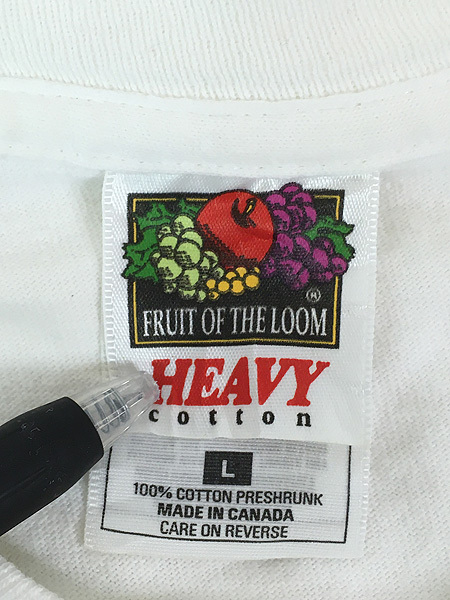 ®
FRUIT OF THE LOOM
HEAVY
cotton
L
100% COTTON PRESHRUNK
MADE IN CANADA
CARE ON REVERSE